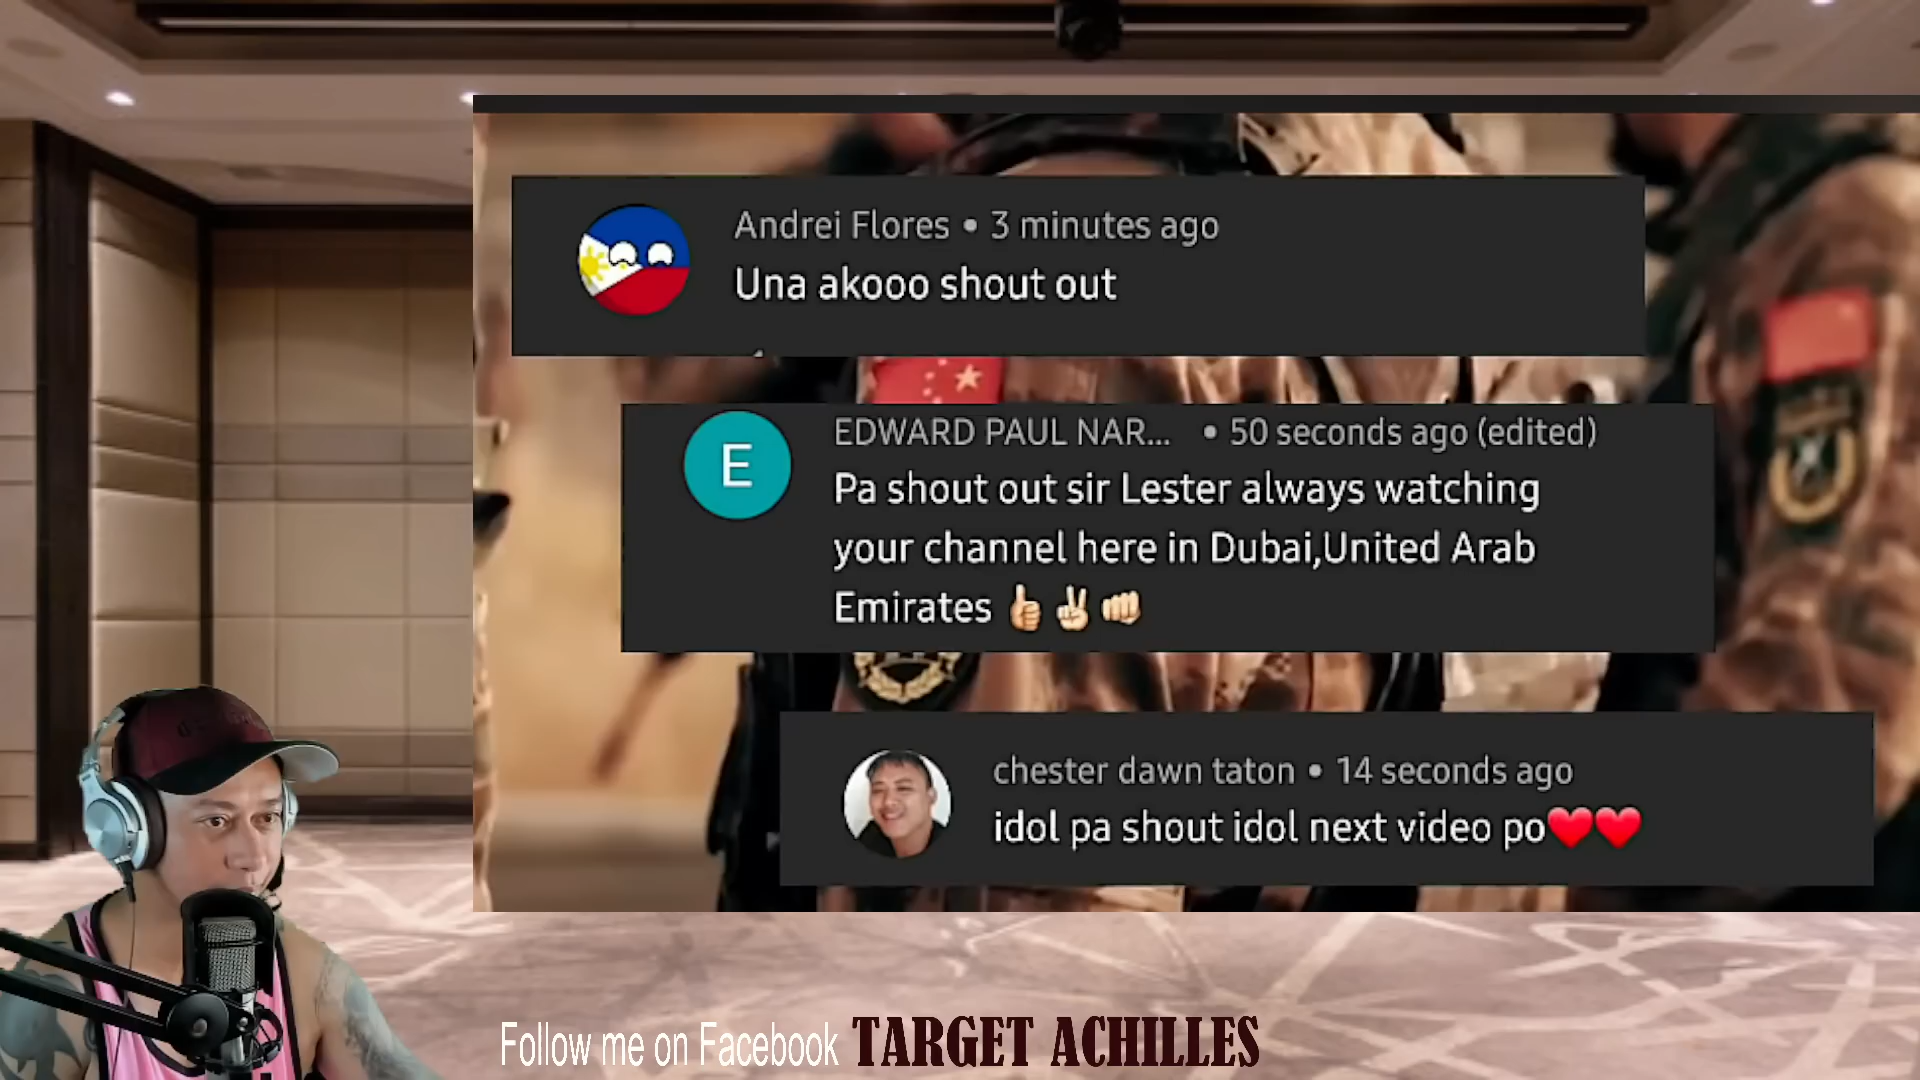 Andrei Flores • 3 minutes ago
Una akooo shout out
E
EDWARD PAUL NAR... • 50 seconds ago (edited)
Pa shout out sir Lester always watching
your channel here in Dubai,United Arab
Emirates 👍🏼✌🏼👊🏼
chester dawn taton • 14 seconds ago
idol pa shout idol next video po❤️❤️
Follow me on Facebook TARGET ACHILLES